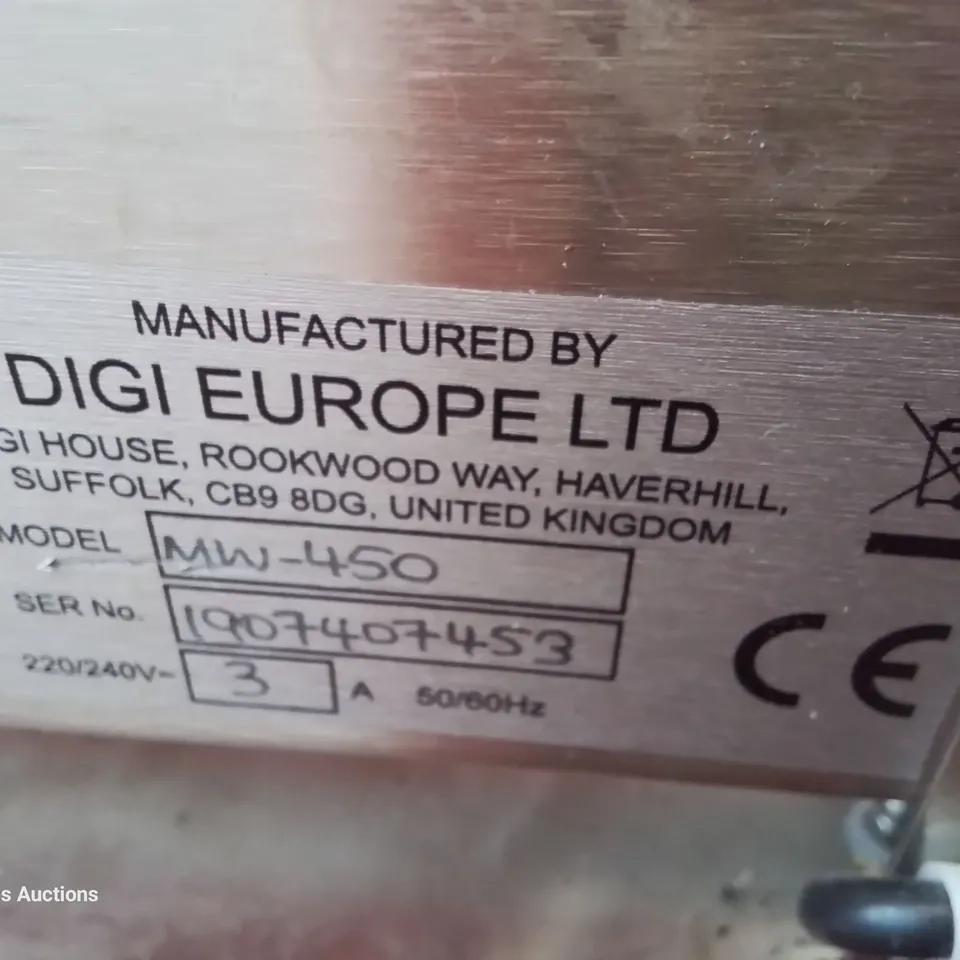 MANUFACTURED BY
DIGI EUROPE LTD
GI HOUSE, ROOKWOOD WAY, HAVERHILL,
SUFFOLK, CB9 8DG, UNITED KINGDOM
MODEL MW-450
SER No. 1907407453
220/240V~ 3 A 50/60Hz
CE
s Auctions